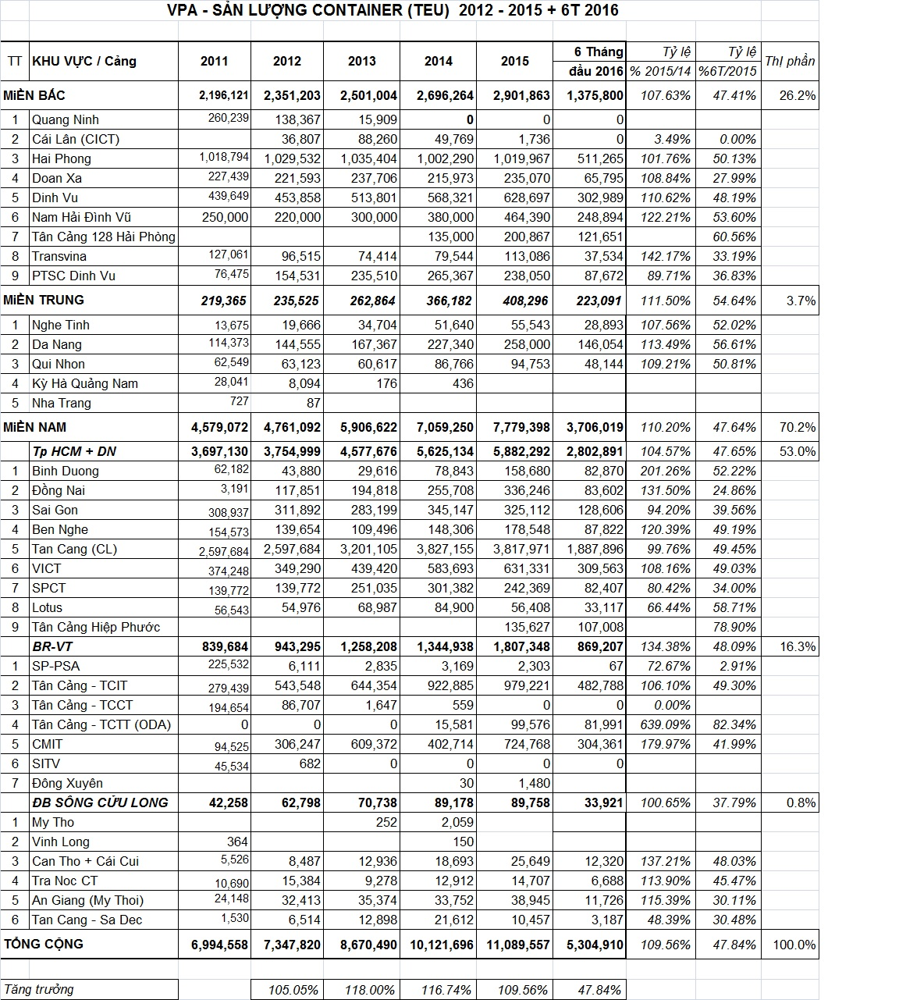 VPA - SẢN LƯỢNG CONTAINER (TEU) 2012 - 2015 + 6T 2016
TT KHU VỰC / Cảng 2011 2012 2013 2014 2015 6 Tháng đầu 2016 Tỷ lệ % 2015/14 Tỷ lệ %6T/2015 Thị phần
MiỀN BẮC 2,196,121 2,351,203 2,501,004 2,696,264 2,901,863 1,375,800 107.63% 47.41% 26.2%
1 Quang Ninh 260,239 138,367 15,909 0 0 0
2 Cái Lân (CICT) 36,807 88,260 49,769 1,736 0 3.49% 0.00%
3 Hai Phong 1,018,794 1,029,532 1,035,404 1,002,290 1,019,967 511,265 101.76% 50.13%
4 Doan Xa 227,439 221,593 237,706 215,973 235,070 65,795 108.84% 27.99%
5 Dinh Vu 439,649 453,858 513,801 568,321 628,697 302,989 110.62% 48.19%
6 Nam Hải Đình Vũ 250,000 220,000 300,000 380,000 464,390 248,894 122.21% 53.60%
7 Tân Cảng 128 Hải Phòng 135,000 200,867 121,651 60.56%
8 Transvina 127,061 96,515 74,414 79,544 113,086 37,534 142.17% 33.19%
9 PTSC Dinh Vu 76,475 154,531 235,510 265,367 238,050 87,672 89.71% 36.83%
MiỀN TRUNG 219,365 235,525 262,864 366,182 408,296 223,091 111.50% 54.64% 3.7%
1 Nghe Tinh 13,675 19,666 34,704 51,640 55,543 28,893 107.56% 52.02%
2 Da Nang 114,373 144,555 167,367 227,340 258,000 146,054 113.49% 56.61%
3 Qui Nhon 62,549 63,123 60,617 86,766 94,753 48,144 109.21% 50.81%
4 Kỳ Hà Quảng Nam 28,041 8,094 176 436
5 Nha Trang 727 87
MiỀN NAM 4,579,072 4,761,092 5,906,622 7,059,250 7,779,398 3,706,019 110.20% 47.64% 70.2%
Tp HCM + DN 3,697,130 3,754,999 4,577,676 5,625,134 5,882,292 2,802,891 104.57% 47.65% 53.0%
1 Binh Duong 62,182 43,880 29,616 78,843 158,680 82,870 201.26% 52.22%
2 Đồng Nai 3,191 117,851 194,818 255,708 336,246 83,602 131.50% 24.86%
3 Sai Gon 308,937 311,892 283,199 345,147 325,112 128,606 94.20% 39.56%
4 Ben Nghe 154,573 139,654 109,496 148,306 178,548 87,822 120.39% 49.19%
5 Tan Cang (CL) 2,597,684 2,597,684 3,201,105 3,827,155 3,817,971 1,887,896 99.76% 49.45%
6 VICT 374,248 349,290 439,420 583,693 631,331 309,563 108.16% 49.03%
7 SPCT 139,772 139,772 251,035 301,382 242,369 82,407 80.42% 34.00%
8 Lotus 56,543 54,976 68,987 84,900 56,408 33,117 66.44% 58.71%
9 Tân Cảng Hiệp Phước 135,627 107,008 78.90%
BR-VT 839,684 943,295 1,258,208 1,344,938 1,807,348 869,207 134.38% 48.09% 16.3%
1 SP-PSA 225,532 6,111 2,835 3,169 2,303 67 72.67% 2.91%
2 Tân Cảng - TCIT 279,439 543,548 644,354 922,885 979,221 482,788 106.10% 49.30%
3 Tân Cảng - TCCT 194,654 86,707 1,647 559 0 0 0.00%
4 Tân Cảng - TCTT (ODA) 0 0 0 15,581 99,576 81,991 639.09% 82.34%
5 CMIT 94,525 306,247 609,372 402,714 724,768 304,361 179.97% 41.99%
6 SITV 45,534 682 0 0 0 0
7 Đông Xuyên 30 1,480
ĐB SÔNG CỬU LONG 42,258 62,798 70,738 89,178 89,758 33,921 100.65% 37.79% 0.8%
1 My Tho 252 2,059
2 Vinh Long 364 150
3 Can Tho + Cái Cui 5,526 8,487 12,936 18,693 25,649 12,320 137.21% 48.03%
4 Tra Noc CT 10,690 15,384 9,278 12,912 14,707 6,688 113.90% 45.47%
5 An Giang (My Thoi) 24,148 32,413 35,374 33,752 38,945 11,726 115.39% 30.11%
6 Tan Cang - Sa Dec 1,530 6,514 12,898 21,612 10,457 3,187 48.39% 30.48%
TỔNG CỘNG 6,994,558 7,347,820 8,670,490 10,121,696 11,089,557 5,304,910 109.56% 47.84% 100.0%
Tăng trưởng 105.05% 118.00% 116.74% 109.56% 47.84%